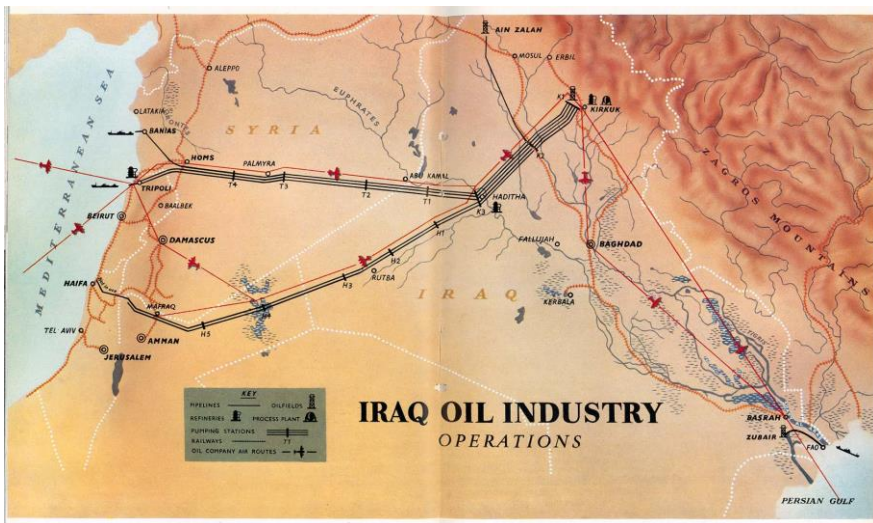 AIN ZALAH
MOSUL
ERBIL
ALEPPO
K1
KIRKUK
LATAKIA
ORONTES
EUPHRATES
BANIAS
SYRIA
K2
HOMS
PALMYRA
ABU KAMAL
ZAGROS MOUNTAINS
TRIPOLI
T4
T3
T2
T1
HADITHA
K3
MEDITERRANEAN SEA
BAALBEK
BEIRUT
H1
DAMASCUS
FALLUJAH
BAGHDAD
H2
H3
RUTBA
HAIFA
IRAQ
KERBALA
MAFRAQ
TEL AVIV
H5
TIGRIS
AMMAN
JERUSALEM
KEY
PIPELINES
OILFIELDS
REFINERIES
PROCESS PLANT
PUMPING STATIONS
T7
RAILWAYS
OIL COMPANY AIR ROUTES
IRAQ OIL INDUSTRY
OPERATIONS
BASRAH
ZUBAIR
FAO
PERSIAN GULF